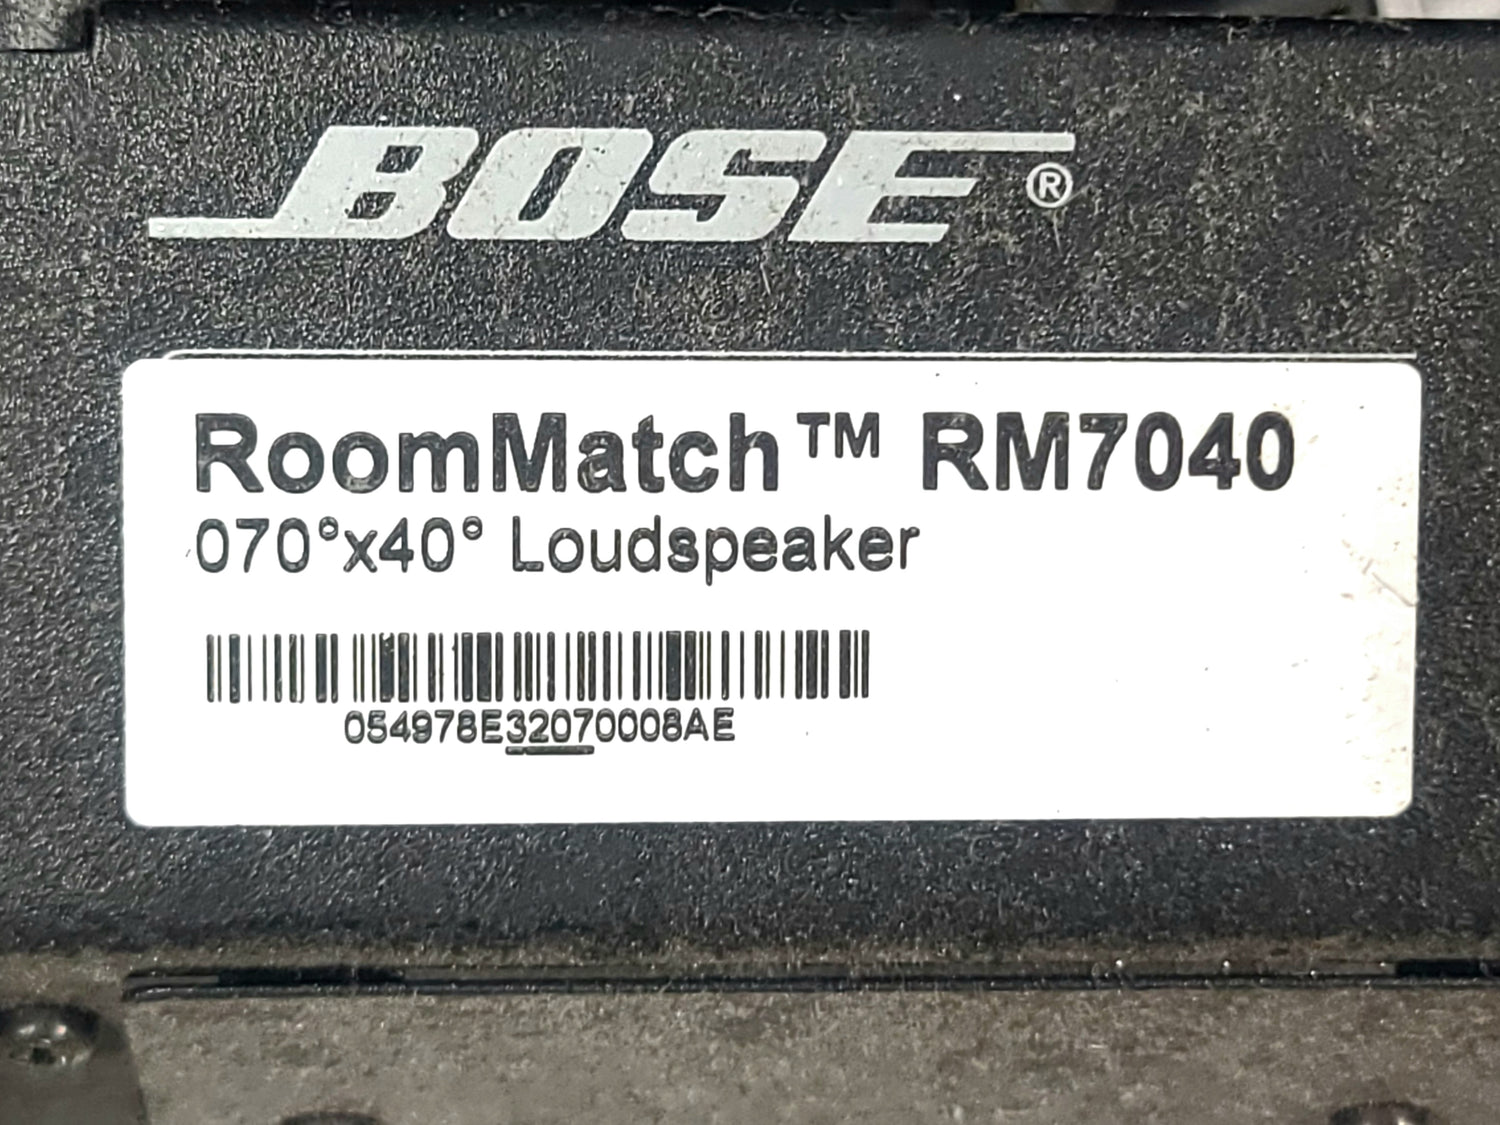 BOSE®
RoomMatch™ RM7040
070°x40° Loudspeaker
054978E32070008AE